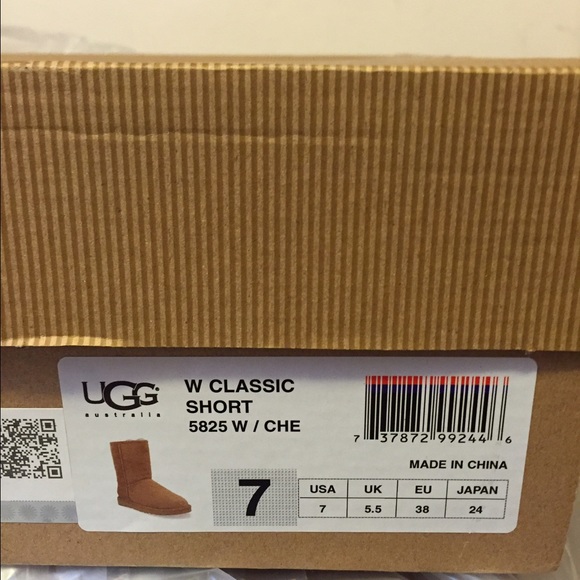 UGG®
australia
W CLASSIC
SHORT
5825 W / CHE
7 37872 99244 6
MADE IN CHINA
7
USA UK EU JAPAN
7 5.5 38 24